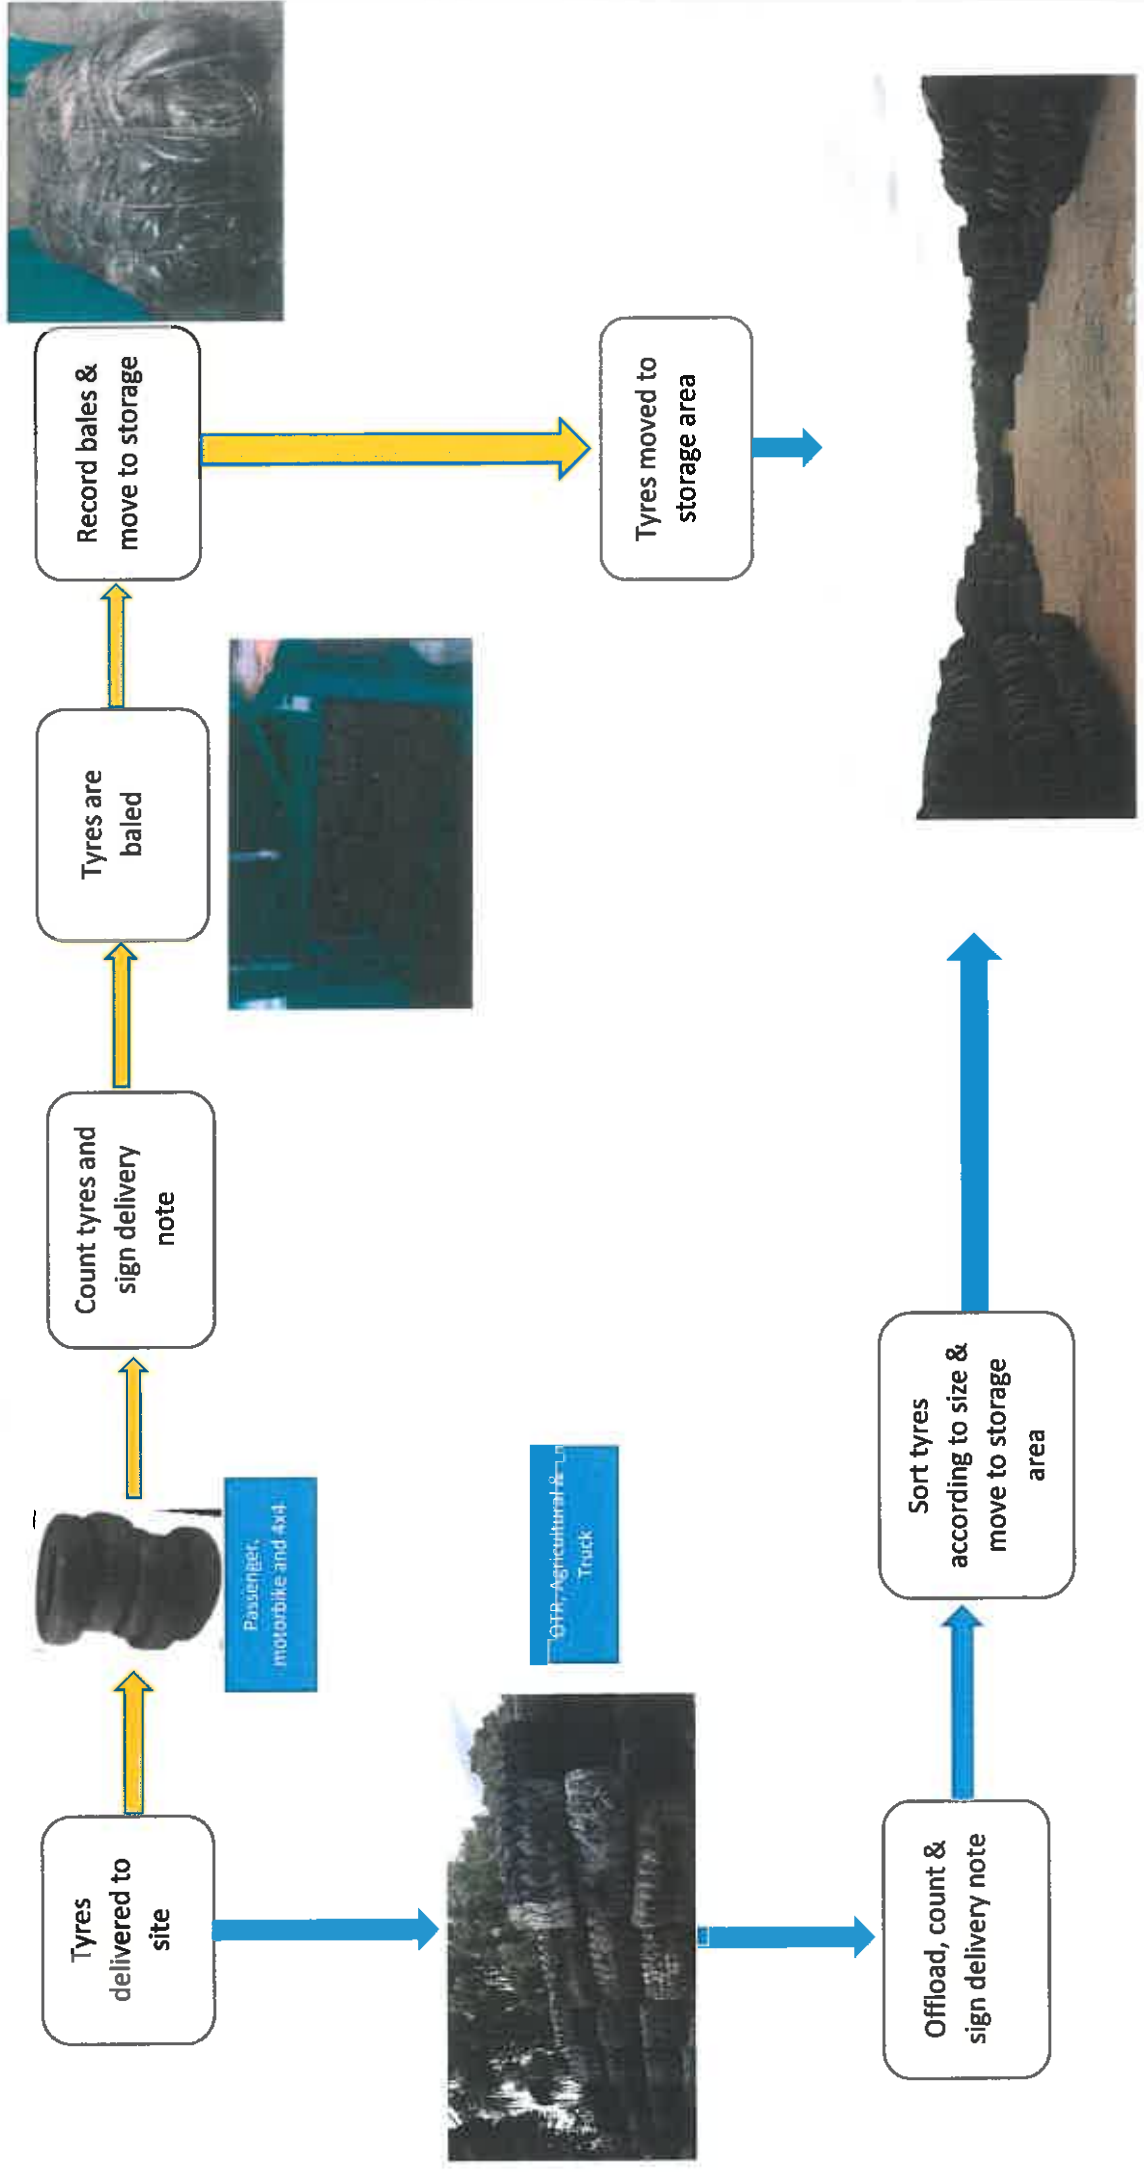 Tyres
delivered to
site
Passenger,
motorbike and 4x4
Count tyres and
sign delivery
note
Tyres are
baled
Record bales &
move to storage
Tyres moved to
storage area
OTR, Agricultural &
Truck
Offload, count &
sign delivery note
Sort tyres
according to size &
move to storage
area